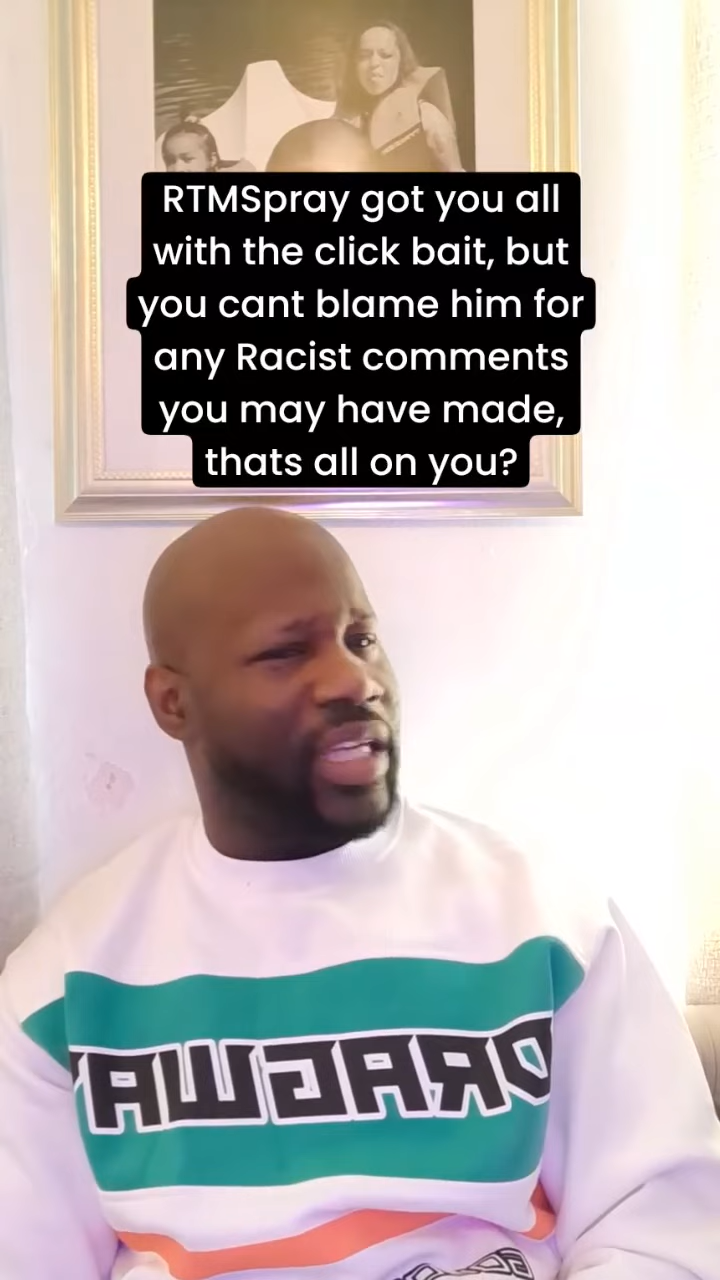 RTMSpray got you all
with the click bait, but
you cant blame him for
any Racist comments
you may have made,
thats all on you?